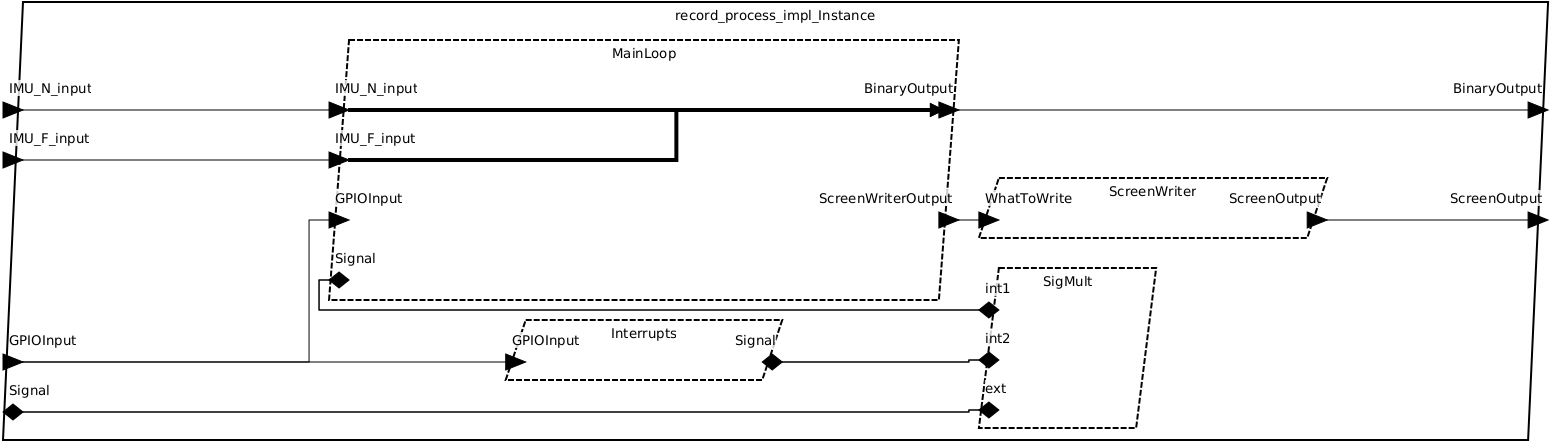 record_process_impl_Instance
MainLoop
IMU_N_input
IMU_N_input
BinaryOutput
BinaryOutput
IMU_F_input
IMU_F_input
GPIOInput
ScreenWriterOutput
WhatToWrite
ScreenWriter
ScreenOutput
ScreenOutput
Signal
SigMult
int1
GPIOInput
GPIOInput
Interrupts
Signal
int2
Signal
ext